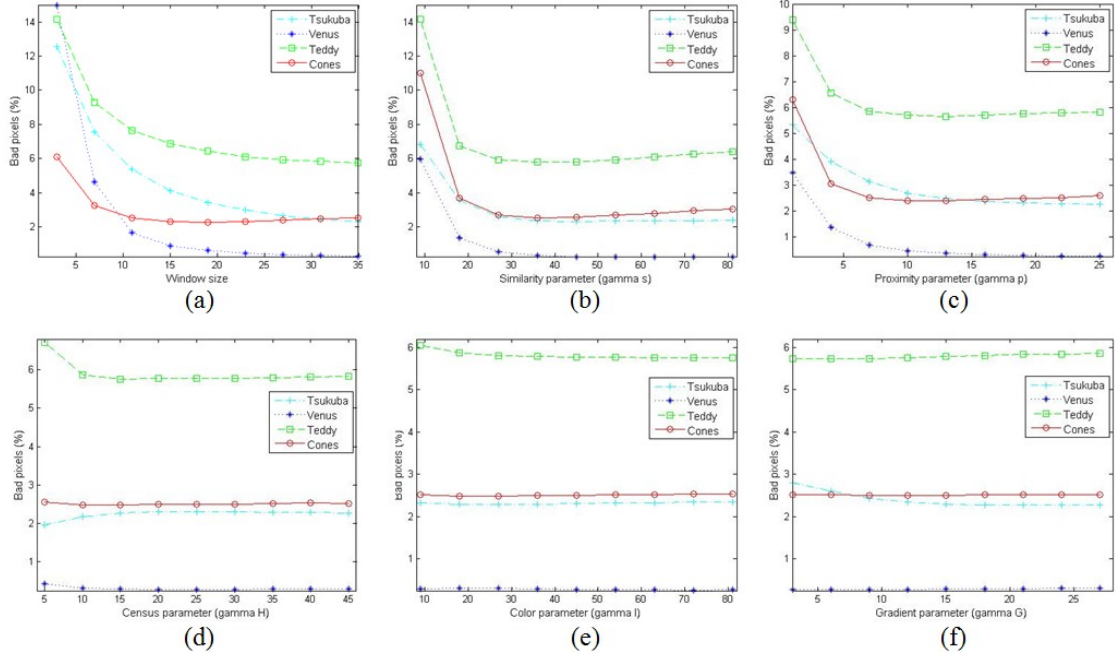 14
12
10
8
6
4
2
Bad pixels (%)
5 10 15 20 25 30 35
Window size
Tsukuba
Venus
Teddy
Cones
(a)
14
12
10
8
6
4
2
Bad pixels (%)
10 20 30 40 50 60 70 80
Similarity parameter (gamma s)
Tsukuba
Venus
Teddy
Cones
(b)
10
9
8
7
6
5
4
3
2
1
Bad pixels (%)
5 10 15 20 25
Proximity parameter (gamma p)
Tsukuba
Venus
Teddy
Cones
(c)
6
5
4
3
2
1
Bad pixels (%)
5 10 15 20 25 30 35 40 45
Census parameter (gamma H)
Tsukuba
Venus
Teddy
Cones
(d)
6
5
4
3
2
1
Bad pixels (%)
10 20 30 40 50 60 70 80
Color parameter (gamma I)
Tsukuba
Venus
Teddy
Cones
(e)
6
5
4
3
2
1
Bad pixels (%)
5 10 15 20 25
Gradient parameter (gamma G)
Tsukuba
Venus
Teddy
Cones
(f)